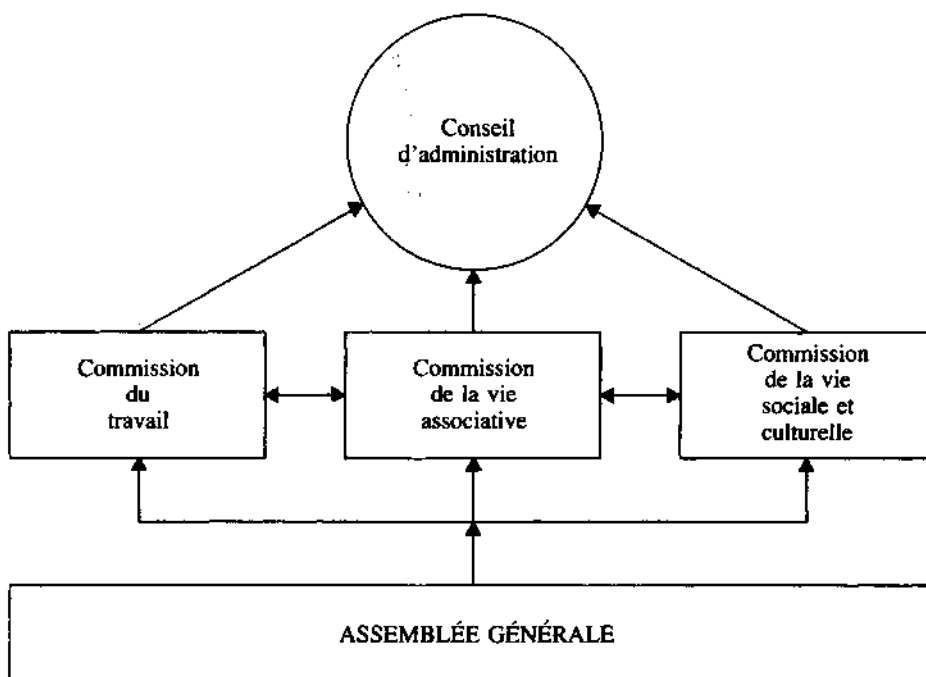 Conseil
d'administration
Commission
du
travail
Commission
de la vie
associative
Commission
de la vie
sociale et
culturelle
ASSEMBLÉE GÉNÉRALE